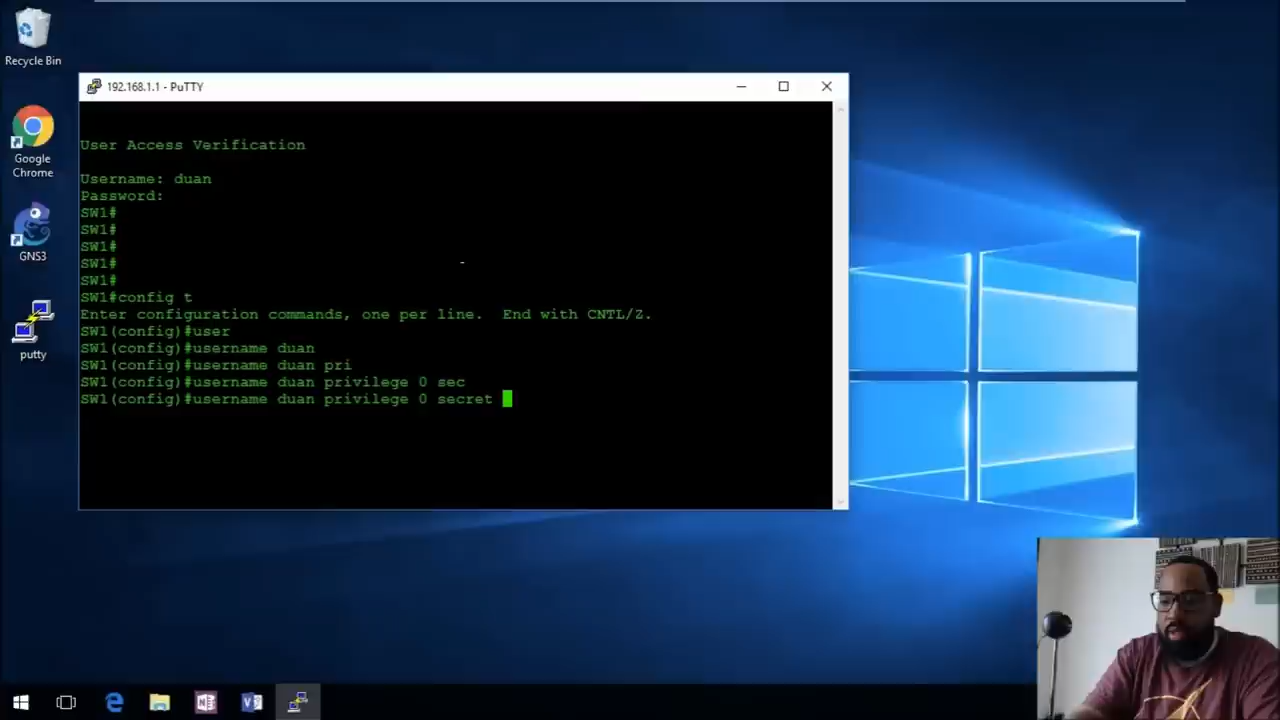 Recycle Bin
Google
Chrome
GNS3
putty
192.168.1.1 - PuTTY
User Access Verification
Username: duan
Password:
SW1#
SW1#
SW1#
SW1#
SW1#
SW1#config t
Enter configuration commands, one per line.  End with CNTL/Z.
SW1(config)#user
SW1(config)#username duan
SW1(config)#username duan pri
SW1(config)#username duan privilege 0 sec
SW1(config)#username duan privilege 0 secret